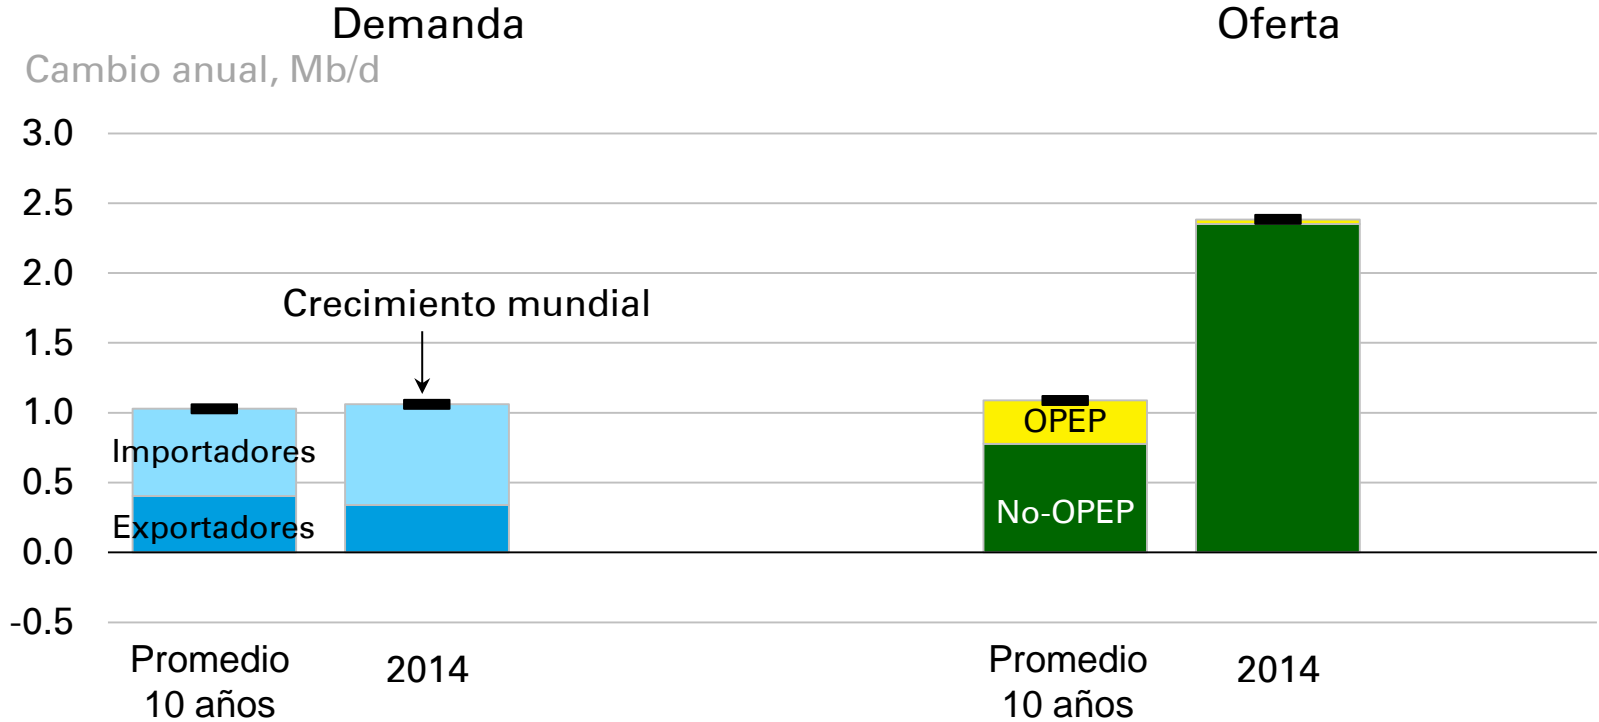 Demanda
Oferta
Cambio anual, Mb/d
3.0
2.5
2.0
Crecimiento mundial
1.5
1.0
OPEP
Importadores
0.5
No-OPEP
Exportadores
0.0
-0.5
Promedio
10 años
2014
Promedio
10 años
2014